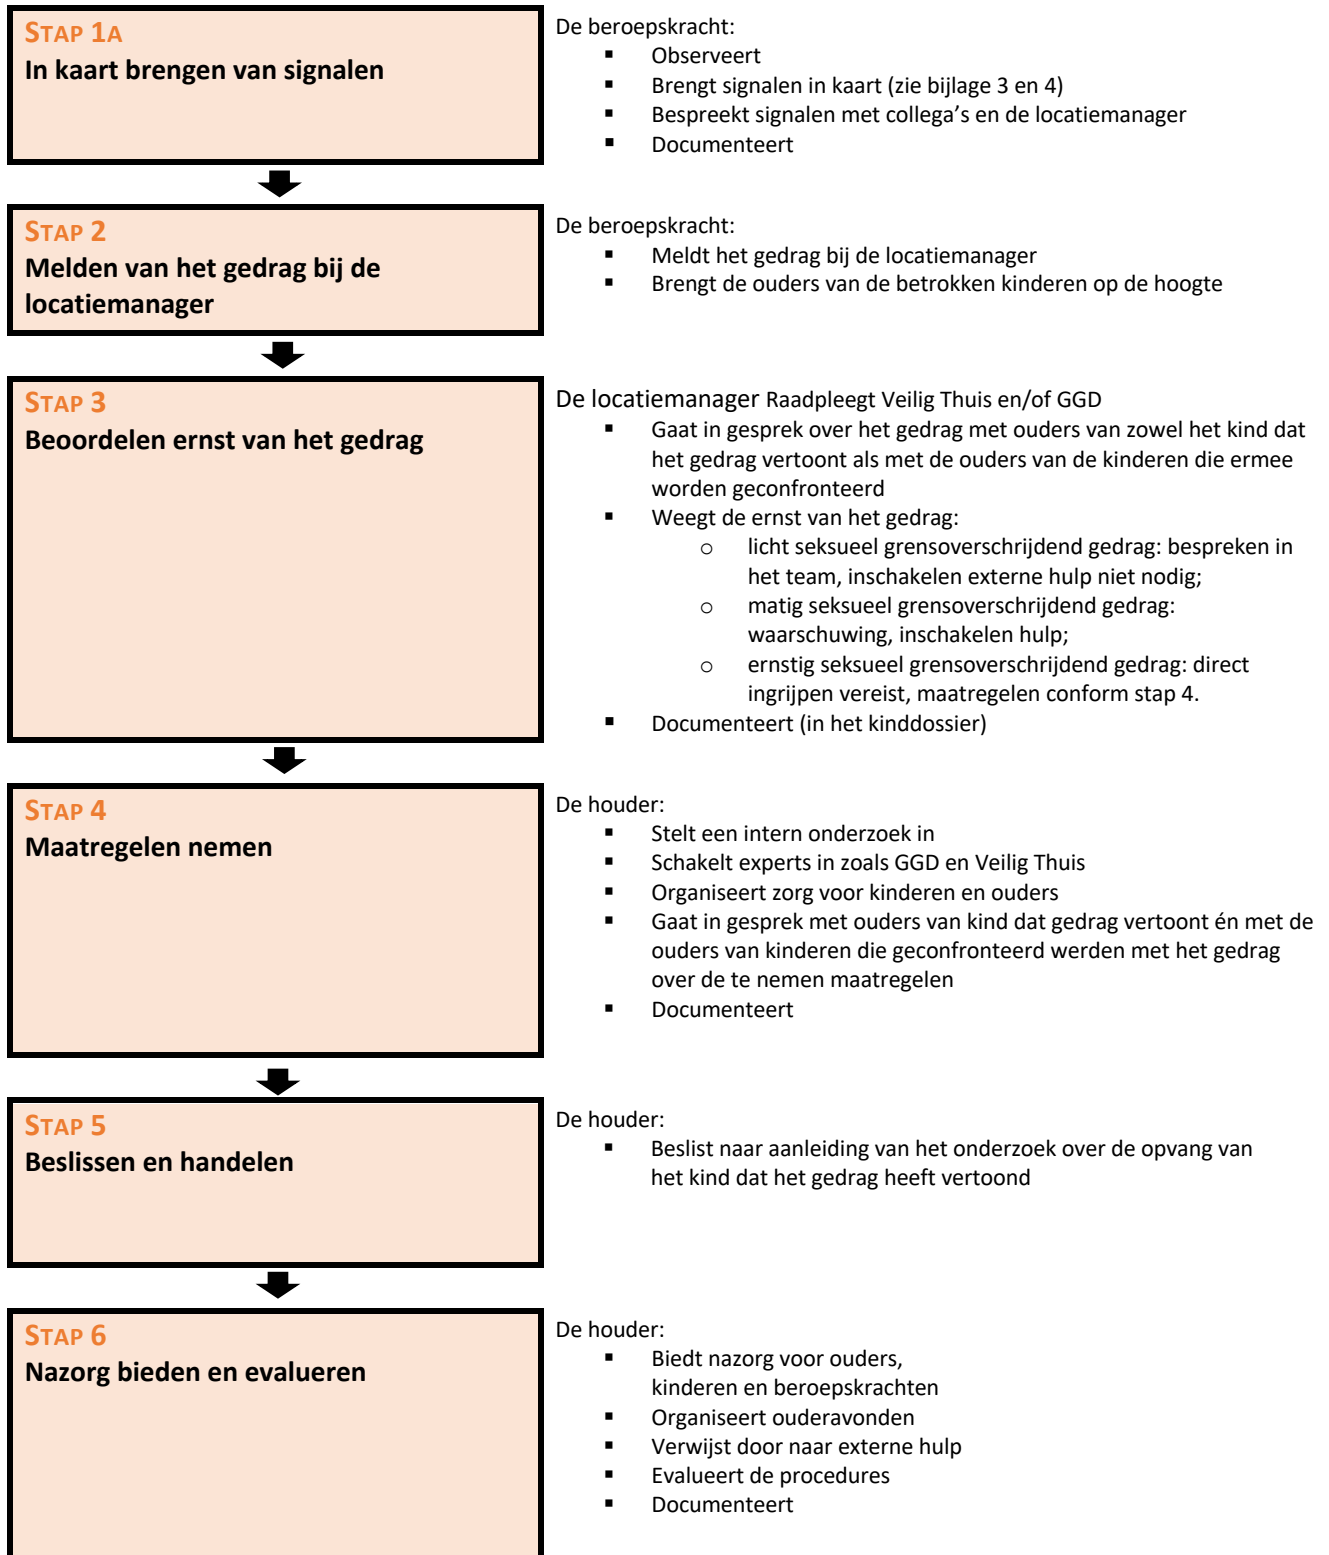 STAP 1A
In kaart brengen van signalen
De beroepskracht:
▪ Observeert
▪ Brengt signalen in kaart (zie bijlage 3 en 4)
▪ Bespreekt signalen met collega’s en de locatiemanager
▪ Documenteert
STAP 2
Melden van het gedrag bij de
locatiemanager
De beroepskracht:
▪ Meldt het gedrag bij de locatiemanager
▪ Brengt de ouders van de betrokken kinderen op de hoogte
STAP 3
Beoordelen ernst van het gedrag
De locatiemanager Raadpleegt Veilig Thuis en/of GGD
▪ Gaat in gesprek over het gedrag met ouders van zowel het kind dat
het gedrag vertoont als met de ouders van de kinderen die ermee
worden geconfronteerd
▪ Weegt de ernst van het gedrag:
o licht seksueel grensoverschrijdend gedrag: bespreken in
het team, inschakelen externe hulp niet nodig;
o matig seksueel grensoverschrijdend gedrag:
waarschuwing, inschakelen hulp;
o ernstig seksueel grensoverschrijdend gedrag: direct
ingrijpen vereist, maatregelen conform stap 4.
▪ Documenteert (in het kinddossier)
STAP 4
Maatregelen nemen
De houder:
▪ Stelt een intern onderzoek in
▪ Schakelt experts in zoals GGD en Veilig Thuis
▪ Organiseert zorg voor kinderen en ouders
▪ Gaat in gesprek met ouders van kind dat gedrag vertoont én met de
ouders van kinderen die geconfronteerd werden met het gedrag
over de te nemen maatregelen
▪ Documenteert
STAP 5
Beslissen en handelen
De houder:
▪ Beslist naar aanleiding van het onderzoek over de opvang van
het kind dat het gedrag heeft vertoond
STAP 6
Nazorg bieden en evalueren
De houder:
▪ Biedt nazorg voor ouders,
kinderen en beroepskrachten
▪ Organiseert ouderavonden
▪ Verwijst door naar externe hulp
▪ Evalueert de procedures
▪ Documenteert